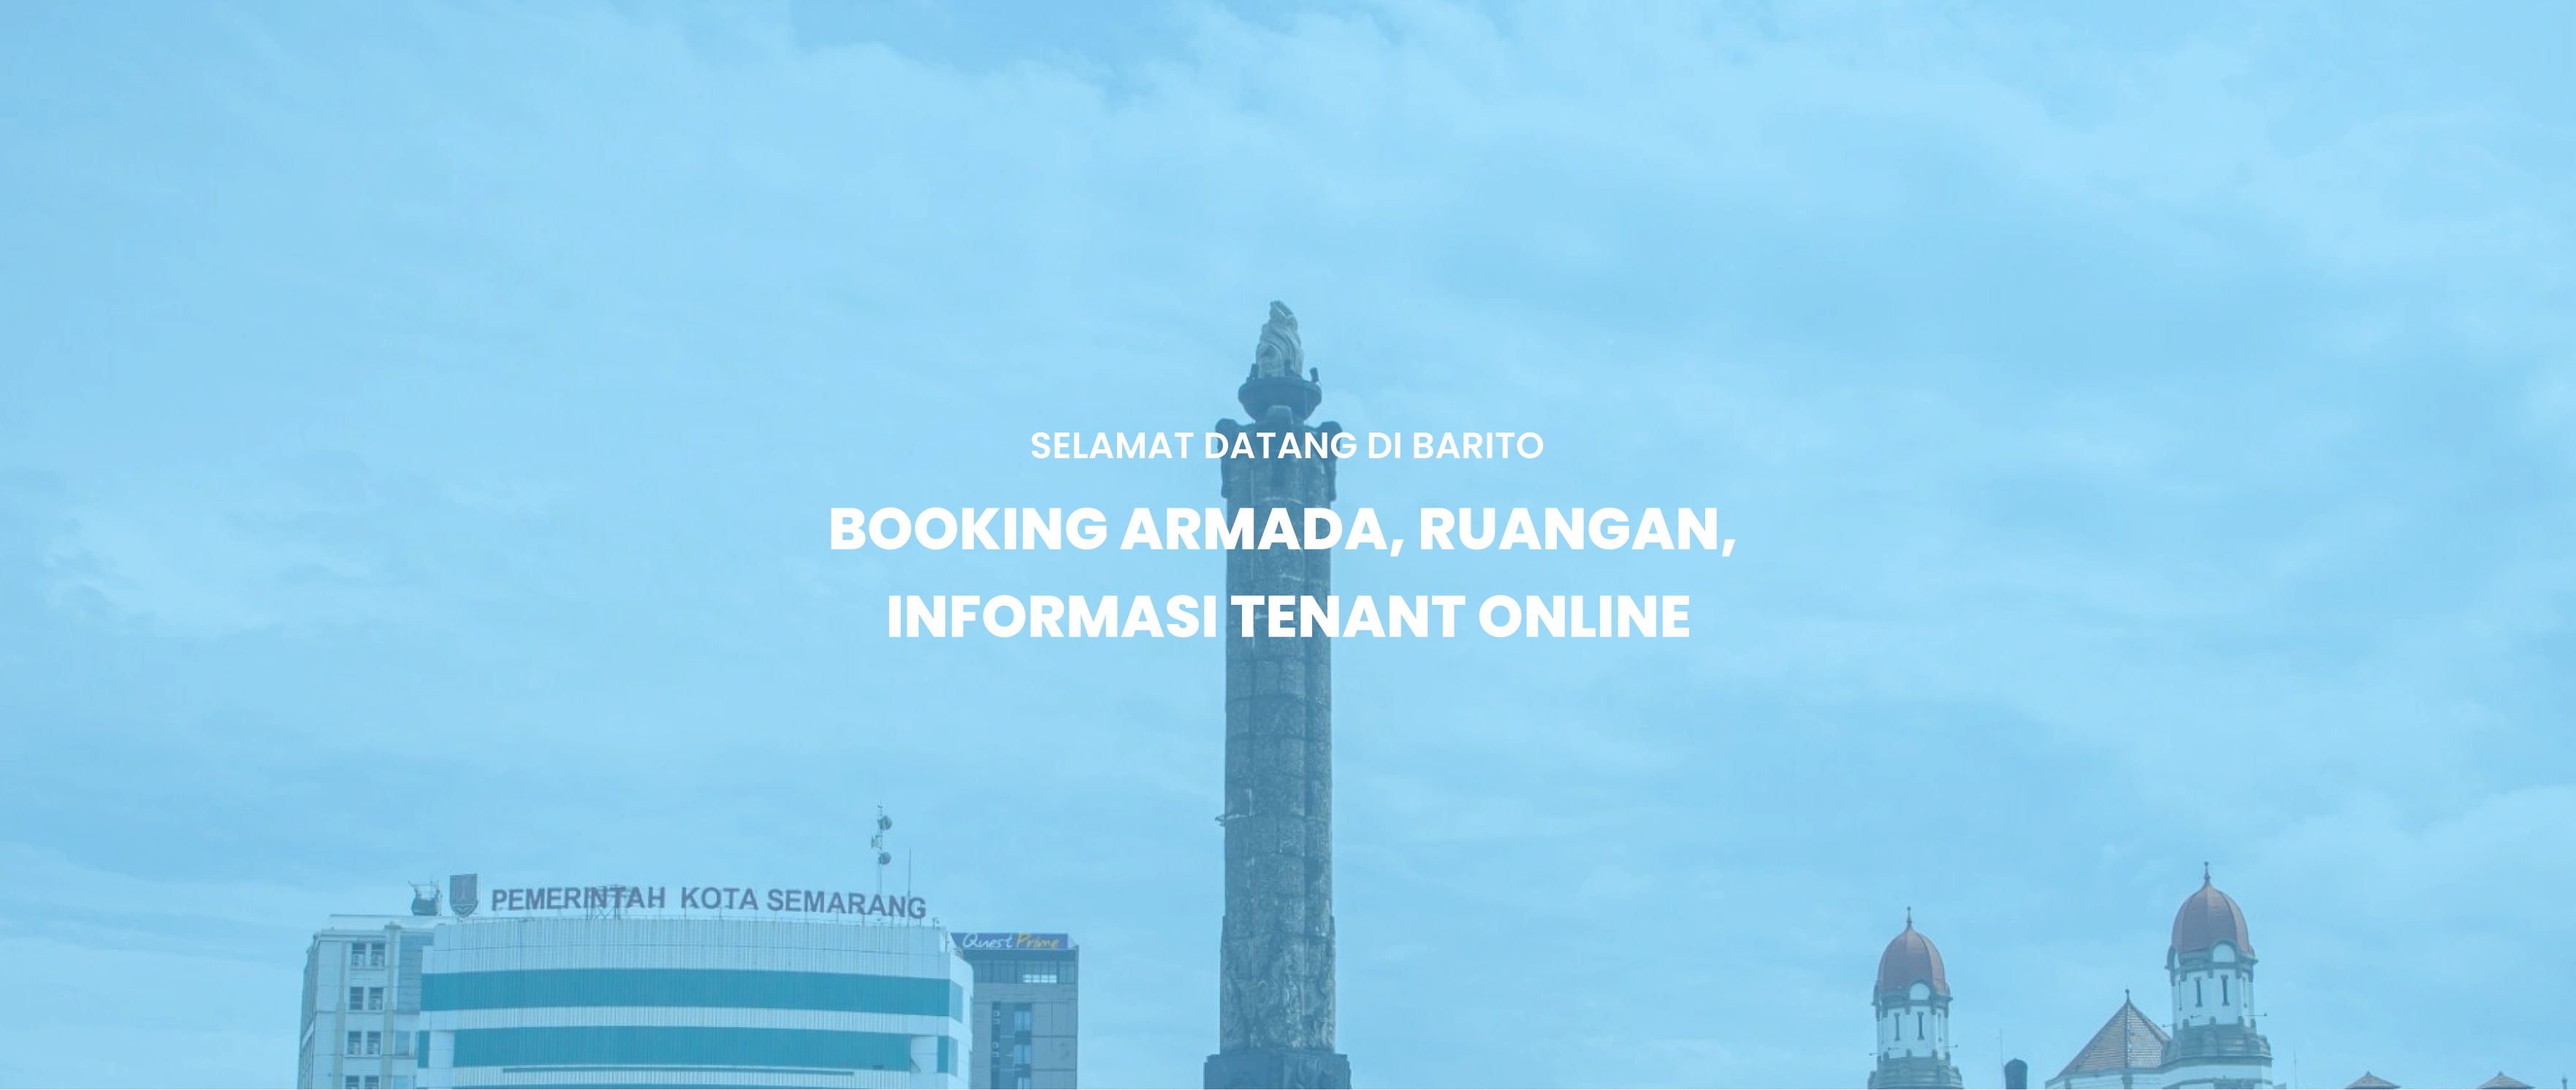 SELAMAT DATANG DI BARITO
BOOKING ARMADA, RUANGAN,
INFORMASI TENANT ONLINE
PEMERINTAH KOTA SEMARANG
Quest Prime